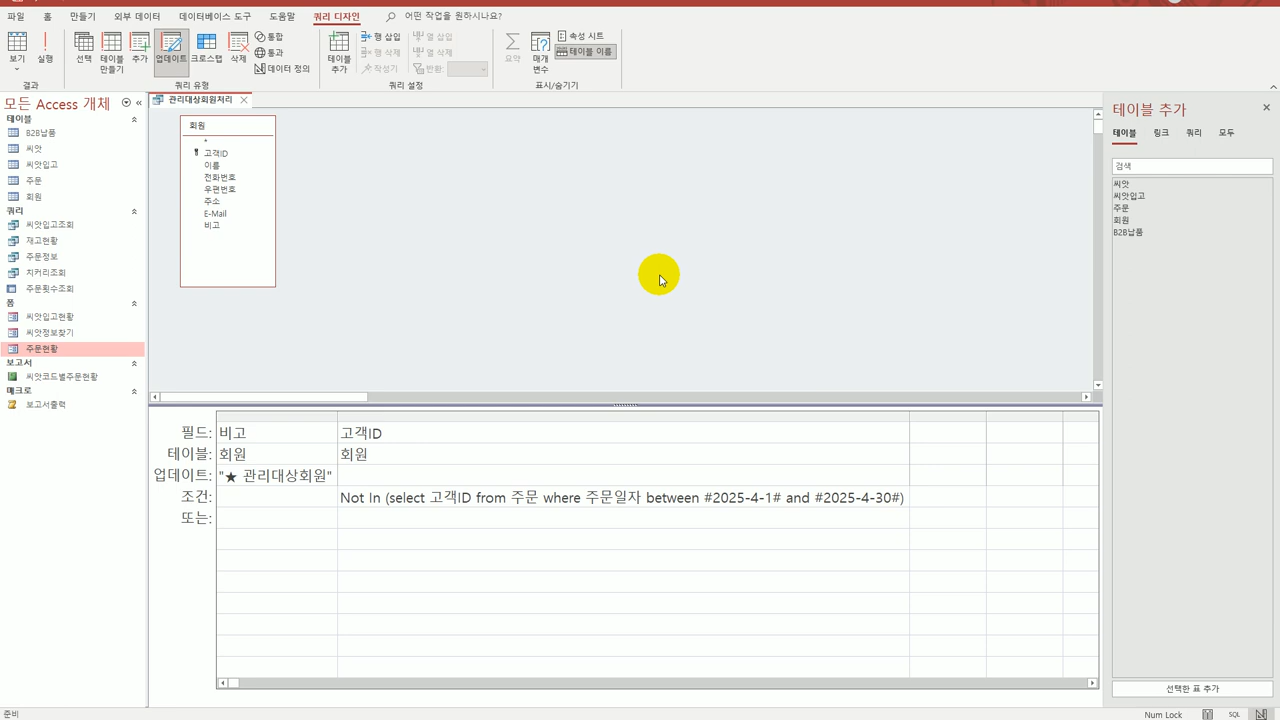 파일 홈 만들기 외부 데이터 데이터베이스 도구 도움말 쿼리 디자인 어떤 작업을 원하시나요?
보기 실행 선택 테이블 만들기 추가 업데이트 크로스탭 삭제 통합 통과 데이터 정의
테이블 추가 행 삽입 행 삭제 작성기 열 삽입 열 삭제 반환:
요약 매개 변수 속성 시트 테이블 이름
결과 쿼리 유형 쿼리 설정 표시/숨기기
모든 Access 개체
테이블
B2B납품
씨앗
씨앗입고
주문
회원
쿼리
씨앗입고조회
재고현황
주문정보
치커리조회
주문횟수조회
폼
씨앗입고현황
씨앗정보찾기
주문현황
보고서
씨앗코드별주문현황
매크로
보고서출력
관리대상회원처리
회원
*
고객ID
이름
전화번호
우편번호
주소
E-Mail
비고
필드: 비고 고객ID
테이블: 회원 회원
업데이트: "★ 관리대상회원"
조건: Not In (select 고객ID from 주문 where 주문일자 between #2025-4-1# and #2025-4-30#)
또는:
테이블 추가
테이블 링크 쿼리 모두
검색
씨앗
씨앗입고
주문
회원
B2B납품
선택한 표 추가
준비
Num Lock SQL